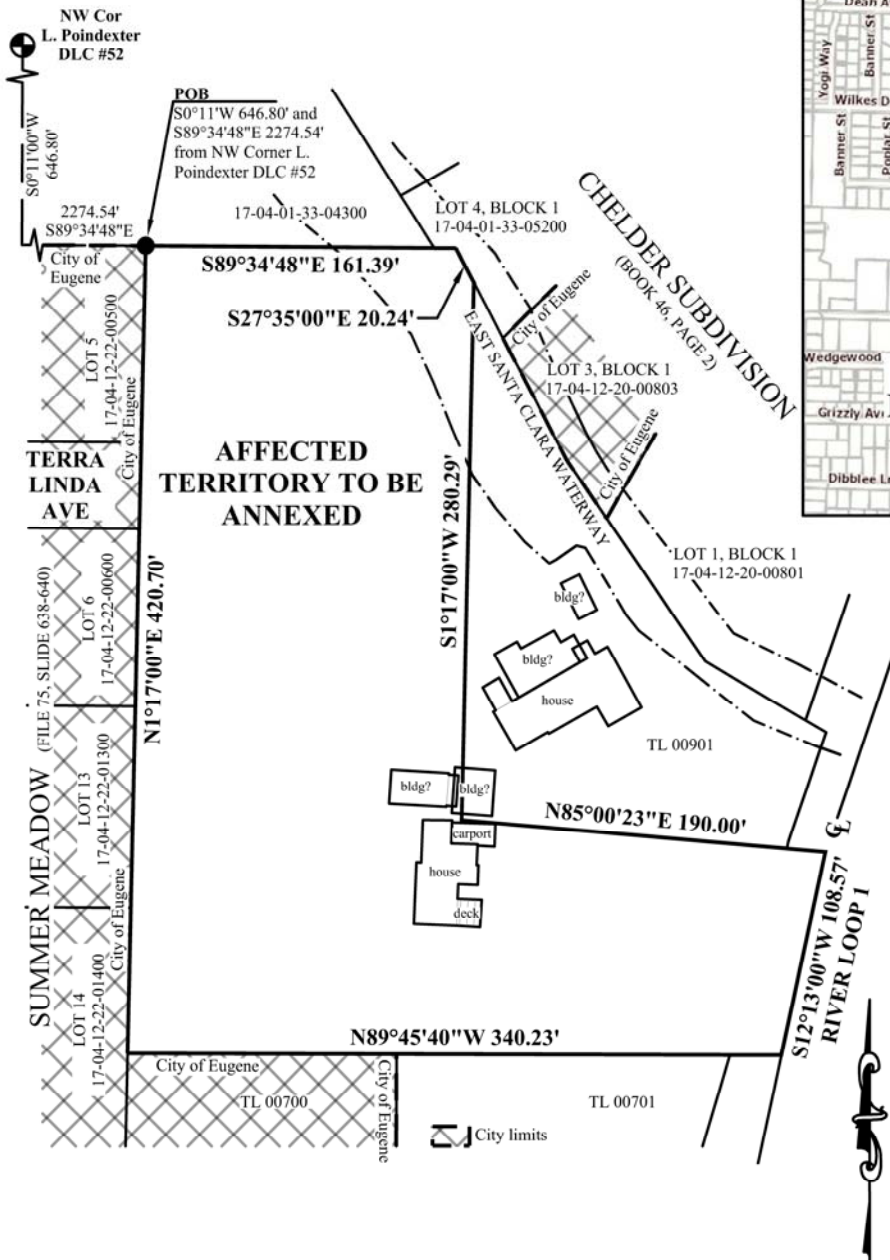 NW Cor
L. Poindexter
DLC #52
S0°11'00"W
646.80'
POB
S0°11'W 646.80' and
S89°34'48"E 2274.54'
from NW Corner L.
Poindexter DLC #52
2274.54'
S89°34'48"E
City of
Eugene
17-04-01-33-04300
LOT 4, BLOCK 1
17-04-01-33-05200
CHELDER SUBDIVISION
(BOOK 46, PAGE 2)
S89°34'48"E 161.39'
S27°35'00"E 20.24'
EAST SANTA CLARA WATERWAY
City of Eugene
LOT 3, BLOCK 1
17-04-12-20-00803
City of Eugene
LOT 1, BLOCK 1
17-04-12-20-00801
LOT 5
17-04-12-22-00500
City of Eugene
TERRA
LINDA
AVE
AFFECTED
TERRITORY TO BE
ANNEXED
S1°17'00"W 280.29'
N1°17'00"E 420.70'
SUMMER MEADOW (FILE 75, SLIDE 638-640)
LOT 6
17-04-12-22-00600
LOT 13
17-04-12-22-01300
LOT 14
17-04-12-22-01400
City of Eugene
bldg?
bldg?
house
TL 00901
bldg?
bldg?
carport
house
deck
N85°00'23"E 190.00'
CL
S12°13'00"W 108.57'
RIVER LOOP 1
N89°45'40"W 340.23'
City of Eugene
TL 00700
City of Eugene
TL 00701
City limits
Dean A
Yogi Way
Banner St
Wilkes D
Banner St
Poplar St
Wedgewood
Grizzly Av
Dibblee L